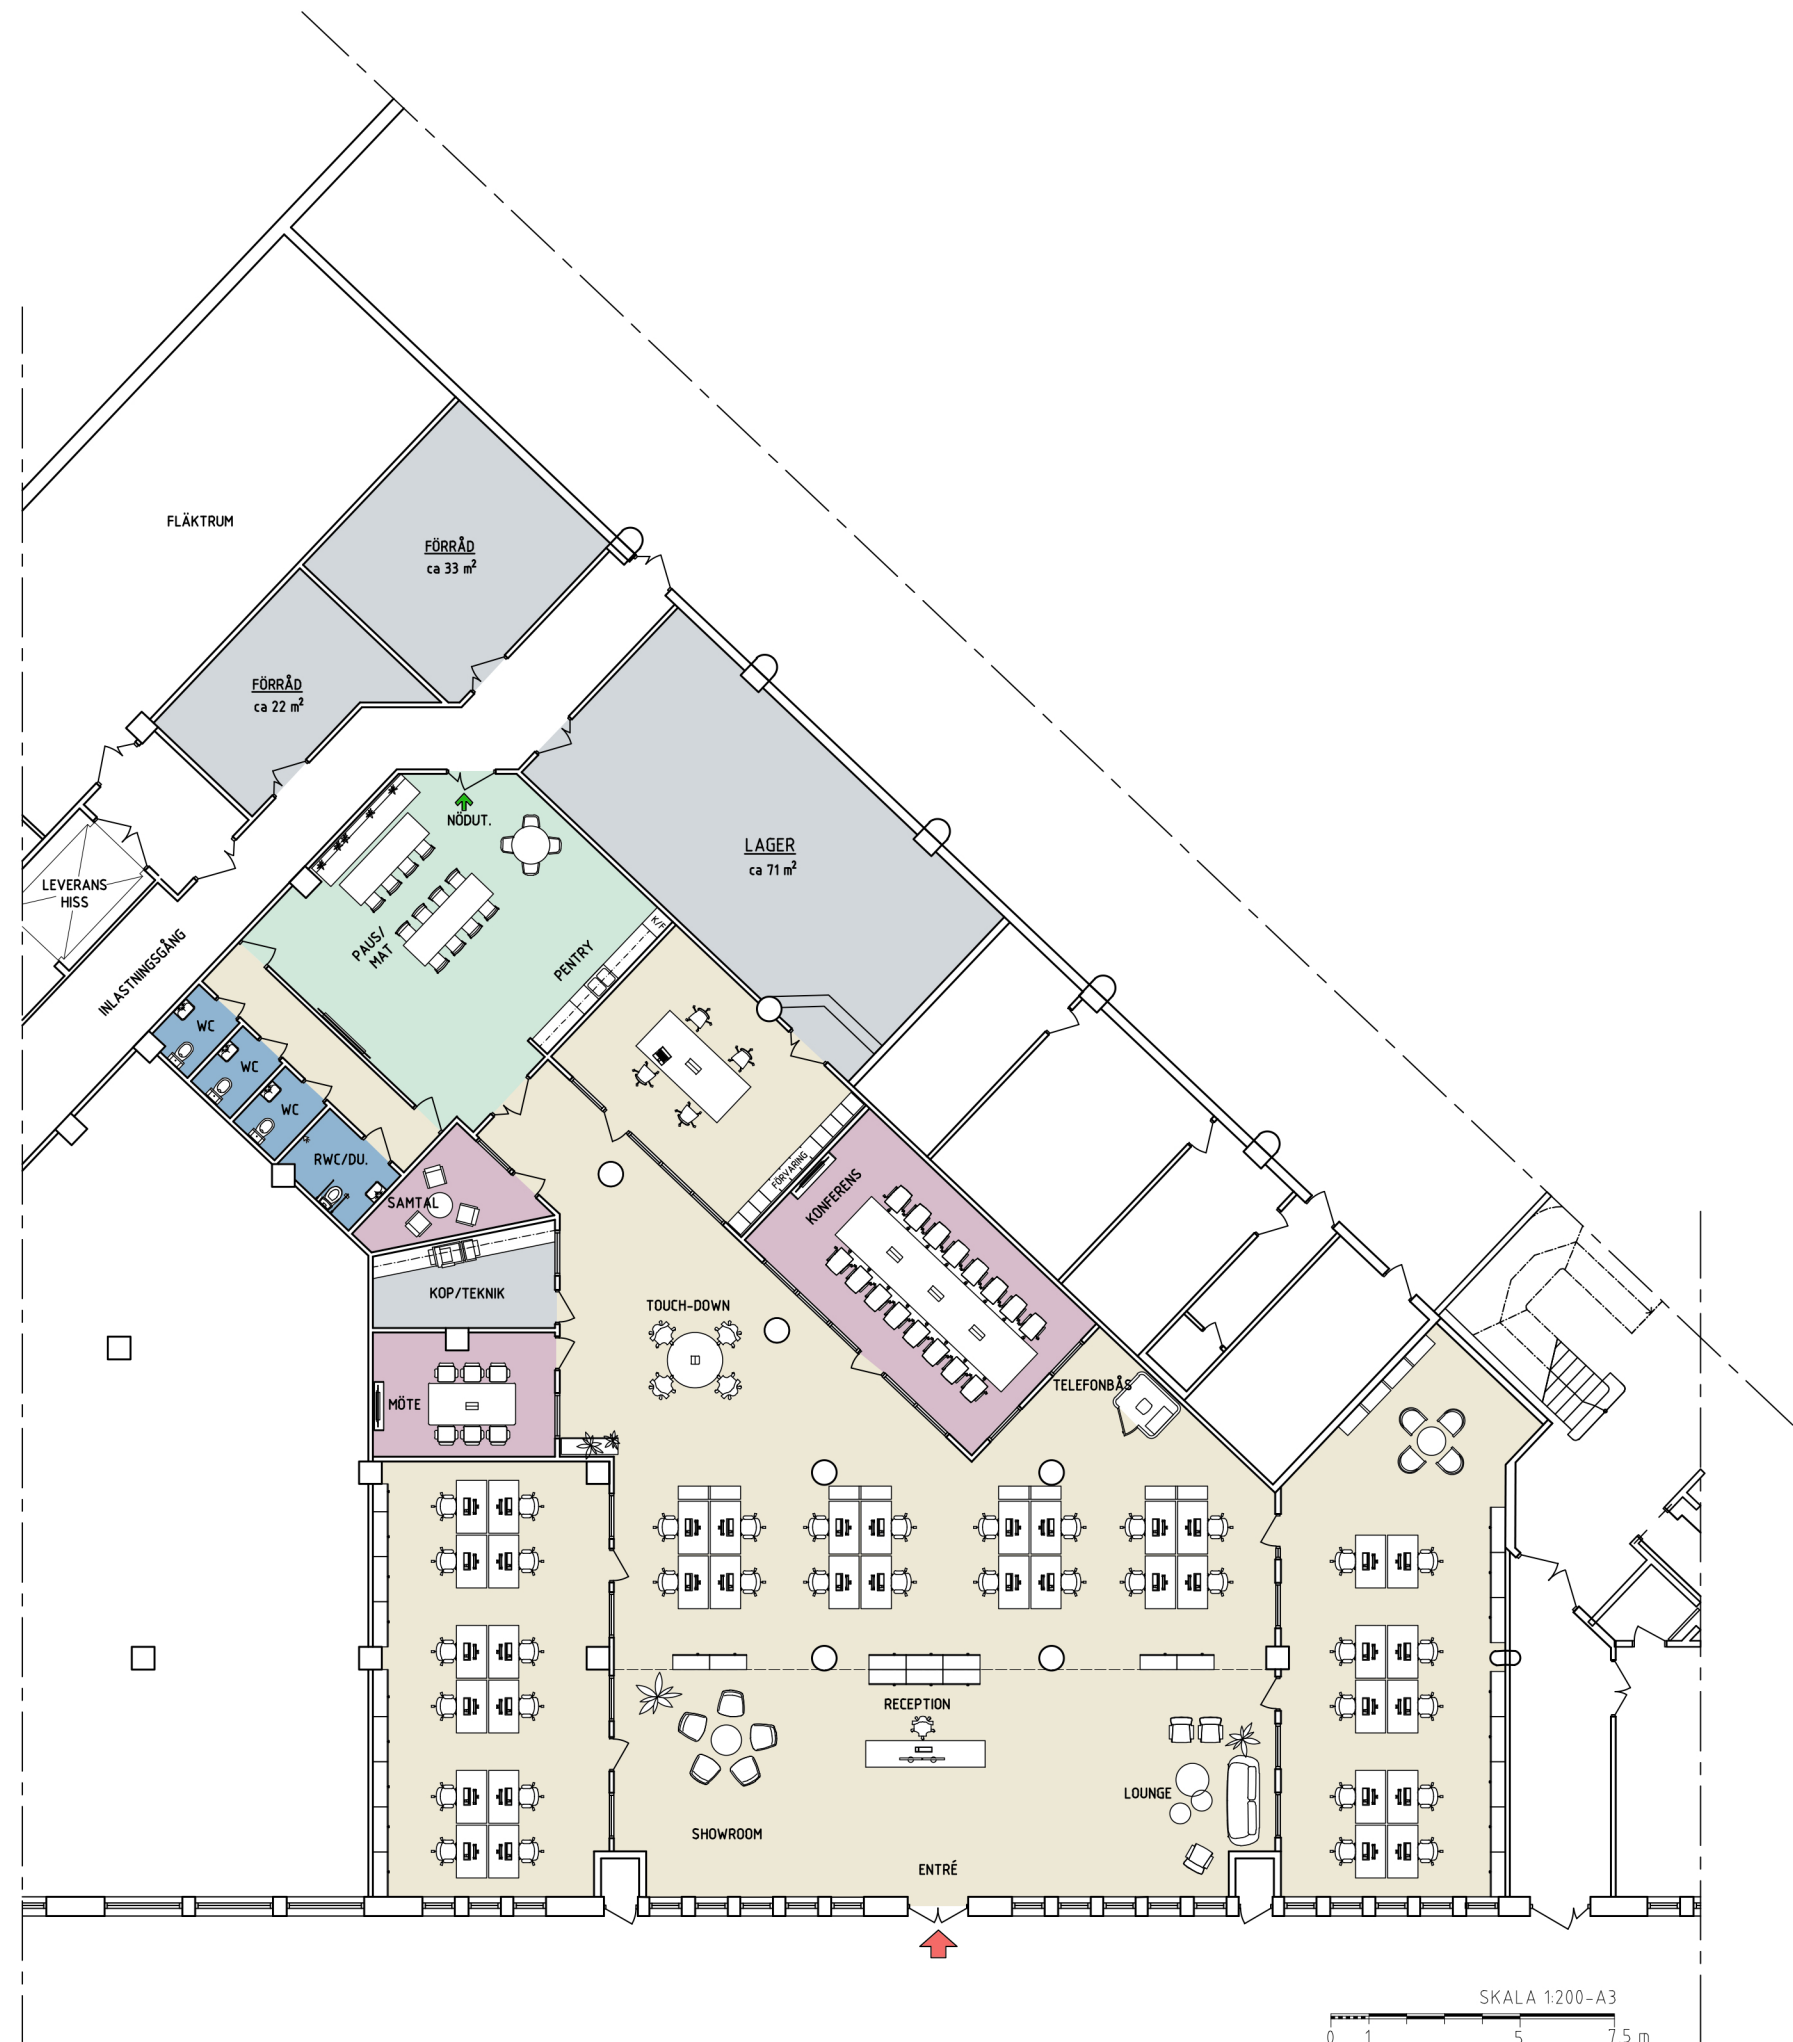 FLÄKTRUM
FÖRRÅD
ca 33 m²
FÖRRÅD
ca 22 m²
NÖDUT.
LAGER
ca 71 m²
LEVERANS
HISS
PAUS/
MAT
K/F
PENTRY
INLASTNINGSGÅNG
WC
WC
WC
RWC/DU.
FÖRVARING
KONFERENS
SAMTAL
KOP/TEKNIK
TOUCH-DOWN
TELEFONBÅS
MÖTE
RECEPTION
LOUNGE
SHOWROOM
ENTRÉ
SKALA 1:200-A3
0 1 5 7,5 m